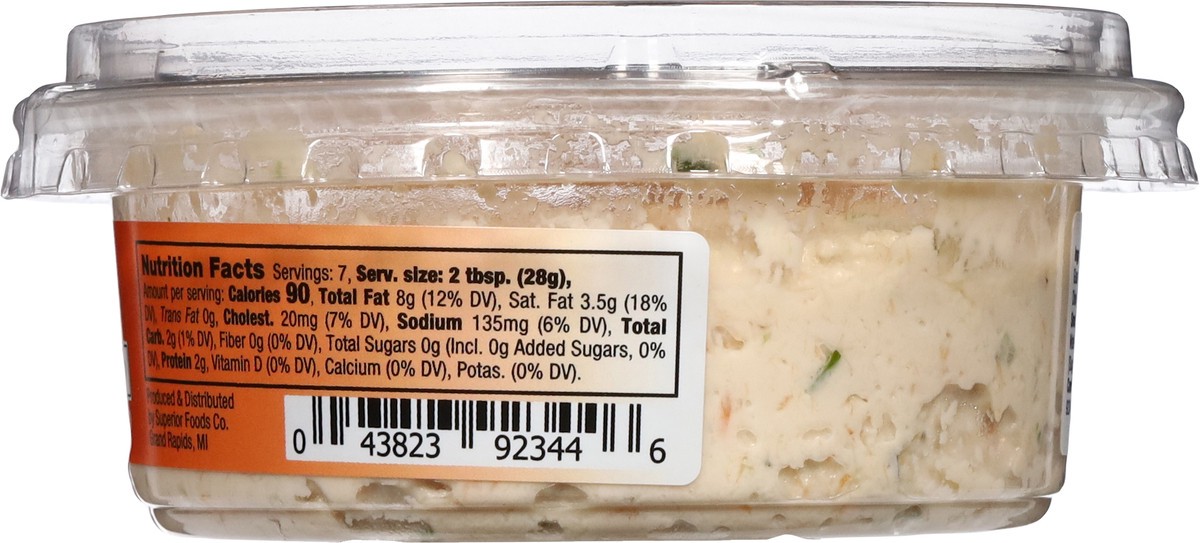 Nutrition Facts Servings: 7, Serv. size: 2 tbsp. (28g),
Amount per serving: Calories 90, Total Fat 8g (12% DV), Sat. Fat 3.5g (18%
DV), Trans Fat 0g, Cholest. 20mg (7% DV), Sodium 135mg (6% DV), Total
Carb. 2g (1% DV), Fiber 0g (0% DV), Total Sugars 0g (Incl. 0g Added Sugars, 0%
DV), Protein 2g, Vitamin D (0% DV), Calcium (0% DV), Potas. (0% DV).
Produced & Distributed
by Superior Foods Co.
Grand Rapids, MI
0 43823 92344 6